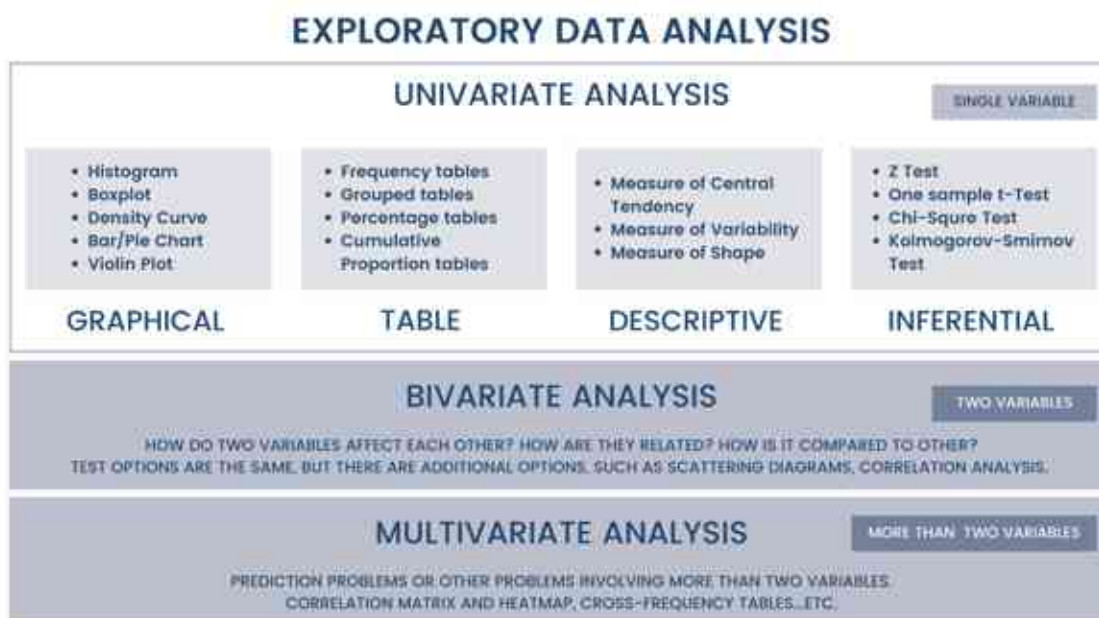 EXPLORATORY DATA ANALYSIS
UNIVARIATE ANALYSIS
SINGLE VARIABLE
• Histogram
• Boxplot
• Density Curve
• Bar/Pie Chart
• Violin Plot
GRAPHICAL
• Frequency tables
• Grouped tables
• Percentage tables
• Cumulative
Proportion tables
TABLE
• Measure of Central
Tendency
• Measure of Variability
• Measure of Shape
DESCRIPTIVE
• Z Test
• One sample t-Test
• Chi-Squre Test
• Kolmogorov-Smirnov
Test
INFERENTIAL
BIVARIATE ANALYSIS
TWO VARIABLES
HOW DO TWO VARIABLES AFFECT EACH OTHER? HOW ARE THEY RELATED? HOW IS IT COMPARED TO OTHER?
TEST OPTIONS ARE THE SAME, BUT THERE ARE ADDITIONAL OPTIONS, SUCH AS SCATTERING DIAGRAMS, CORRELATION ANALYSIS.
MULTIVARIATE ANALYSIS
MORE THAN TWO VARIABLES
PREDICTION PROBLEMS OR OTHER PROBLEMS INVOLVING MORE THAN TWO VARIABLES.
CORRELATION MATRIX AND HEATMAP, CROSS-FREQUENCY TABLES...ETC.